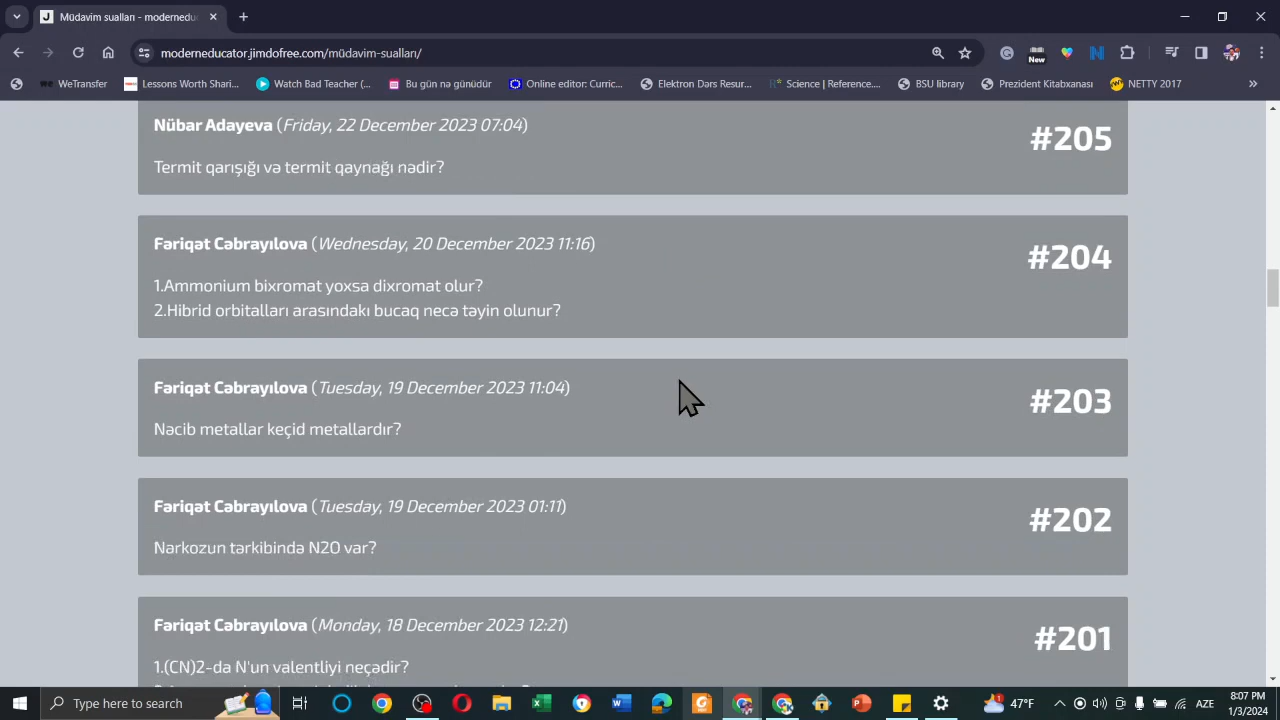 Müdavim sualları - moderneduc
moderneducator.jimdofree.com/müdavim-sualları/
New
WeTransfer
Lessons Worth Shari...
Watch Bad Teacher (...
Bu gün nə günüdür
Online editor: Curric...
Elektron Dərs Resur...
Science | Reference....
BSU library
Prezident Kitabxanası
NETTY 2017
Nübar Adayeva (Friday, 22 December 2023 07:04)
#205
Termit qarışığı və termit qaynağı nədir?
Fəriqət Cəbrayılova (Wednesday, 20 December 2023 11:16)
#204
1.Ammonium bixromat yoxsa dixromat olur?
2.Hibrid orbitalları arasındakı bucaq necə təyin olunur?
Fəriqət Cəbrayılova (Tuesday, 19 December 2023 11:04)
#203
Nəcib metallar keçid metallardır?
Fəriqət Cəbrayılova (Tuesday, 19 December 2023 01:11)
#202
Narkozun tərkibində N2O var?
Fəriqət Cəbrayılova (Monday, 18 December 2023 12:21)
#201
1.(CN)2-da N'un valentliyi neçədir?
Type here to search
47°F
AZE
8:07 PM
1/3/2024